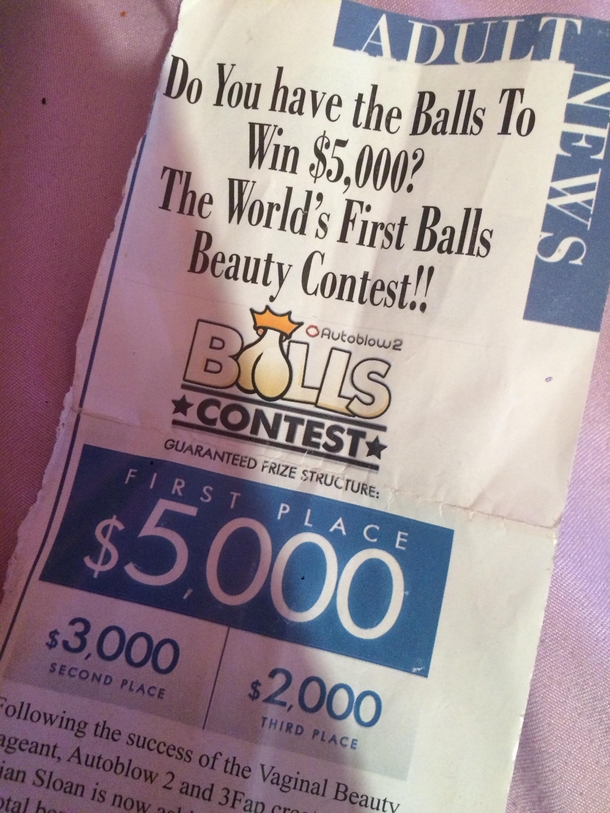 ADULT NEWS
Do You have the Balls To
Win $5,000?
The World's First Balls
Beauty Contest!!
Autoblow2
BALLS
★CONTEST★
GUARANTEED PRIZE STRUCTURE:
FIRST PLACE
$5,000
$3,000
SECOND PLACE
$2,000
THIRD PLACE
Following the success of the Vaginal Beauty
ageant, Autoblow 2 and 3Fap
ian Sloan is now